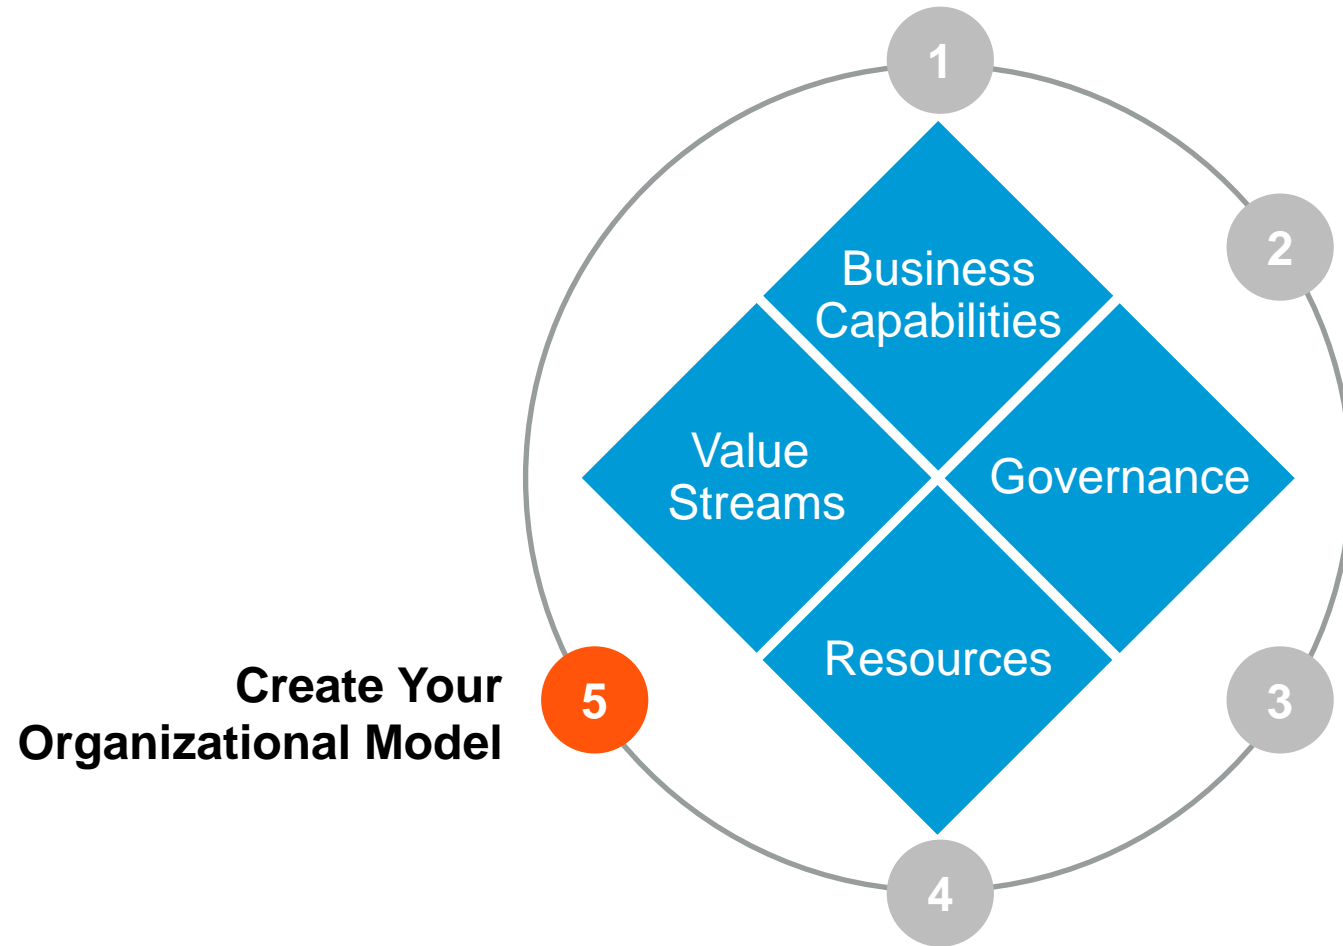 1
2
Business
Capabilities
Value
Streams
Governance
Resources
Create Your
Organizational Model
5
3
4